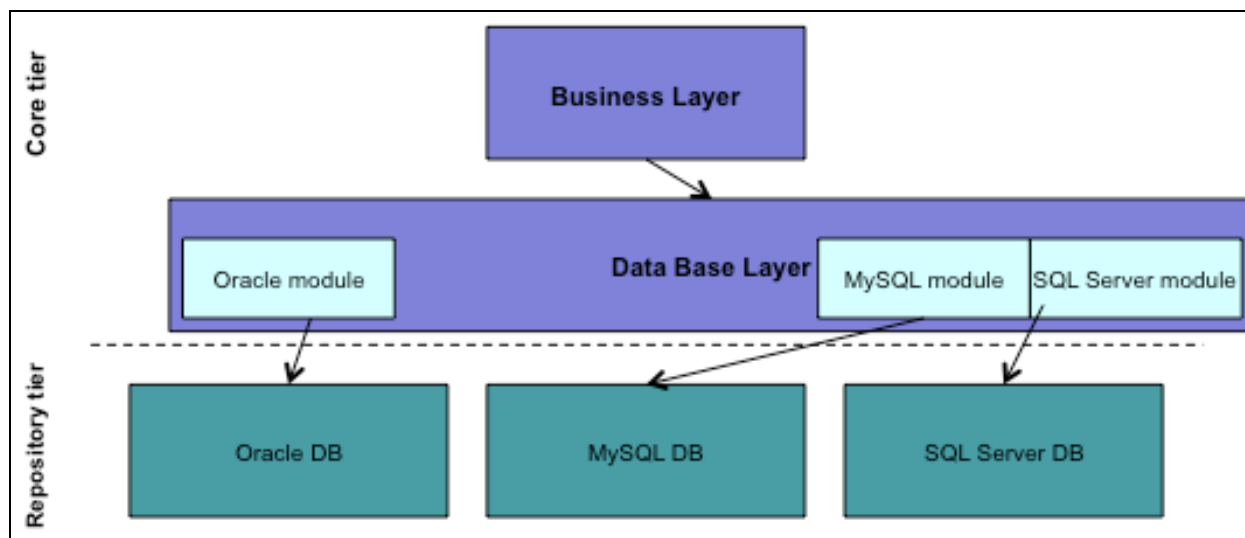 Core tier
Business Layer
Oracle module
Data Base Layer
MySQL module
SQL Server module
Repository tier
Oracle DB
MySQL DB
SQL Server DB